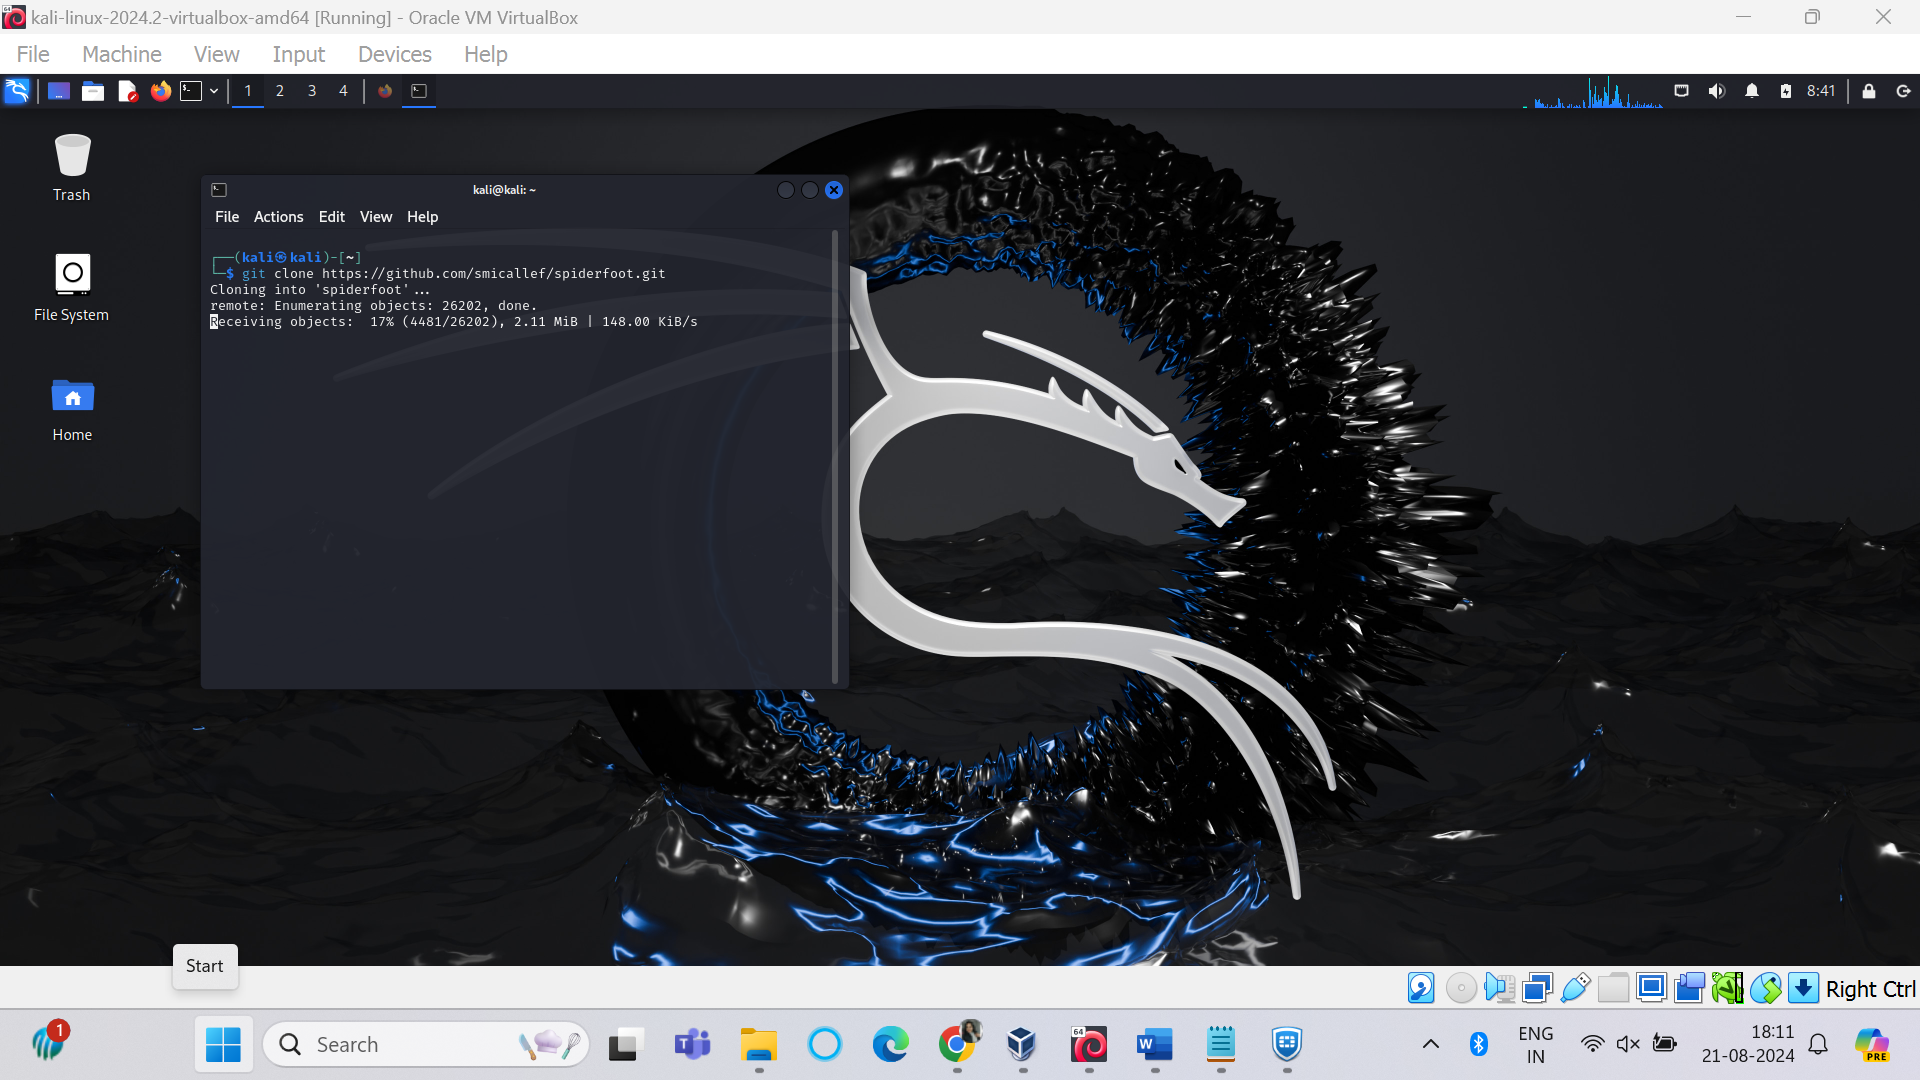 kali-linux-2024.2-virtualbox-amd64 [Running] - Oracle VM VirtualBox
File Machine View Input Devices Help
1 2 3 4 8:41
Trash
File System
Home
kali@kali: ~
File Actions Edit View Help
┌──(kali㉿kali)-[~]
└─$ git clone https://github.com/smicallef/spiderfoot.git
Cloning into 'spiderfoot'...
remote: Enumerating objects: 26202, done.
Receiving objects:  17% (4481/26202), 2.11 MiB | 148.00 KiB/s
Start
Right Ctrl
1
Search
64
ENG
IN
18:11
21-08-2024
PRE